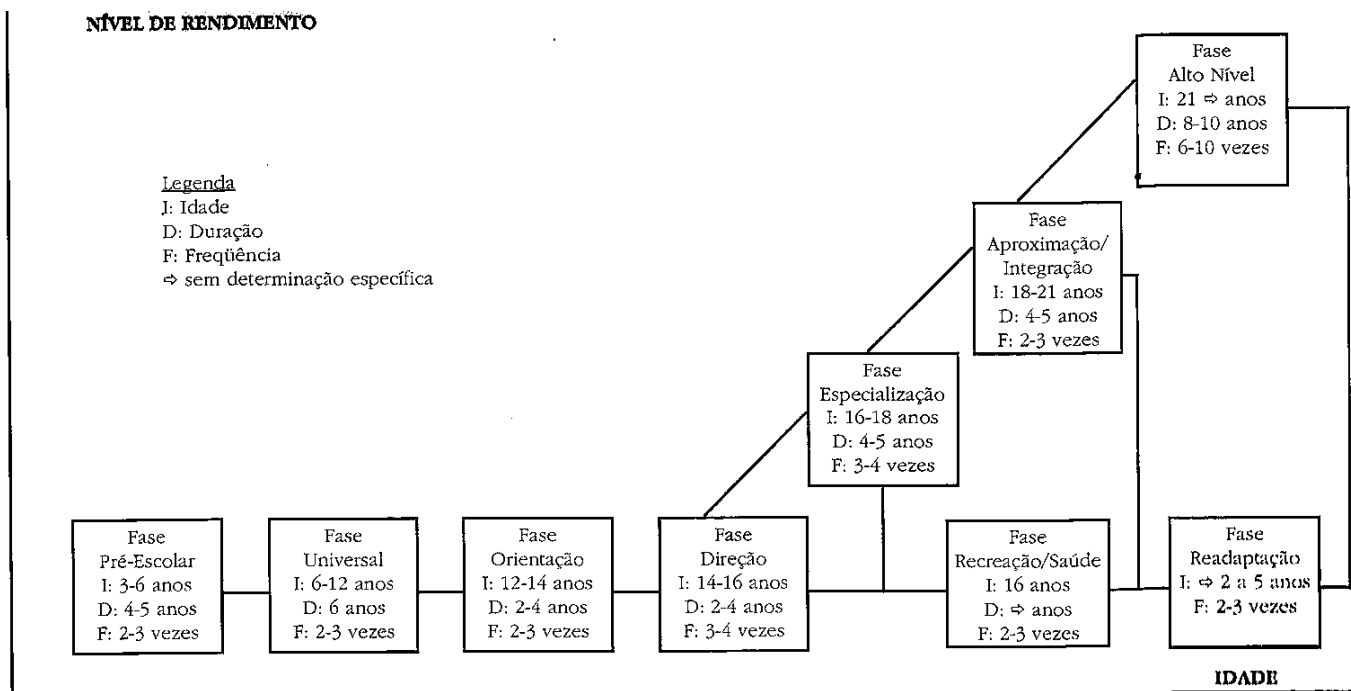 NÍVEL DE RENDIMENTO
Legenda
I: Idade
D: Duração
F: Freqüência
⇨ sem determinação específica
Fase
Alto Nível
I: 21 ⇨ anos
D: 8-10 anos
F: 6-10 vezes
Fase
Aproximação/
Integração
I: 18-21 anos
D: 4-5 anos
F: 2-3 vezes
Fase
Especialização
I: 16-18 anos
D: 4-5 anos
F: 3-4 vezes
Fase
Pré-Escolar
I: 3-6 anos
D: 4-5 anos
F: 2-3 vezes
Fase
Universal
I: 6-12 anos
D: 6 anos
F: 2-3 vezes
Fase
Orientação
I: 12-14 anos
D: 2-4 anos
F: 2-3 vezes
Fase
Direção
I: 14-16 anos
D: 2-4 anos
F: 3-4 vezes
Fase
Recreação/Saúde
I: 16 anos
D: ⇨ anos
F: 2-3 vezes
Fase
Readaptação
I: ⇨ 2 a 5 anos
F: 2-3 vezes
IDADE